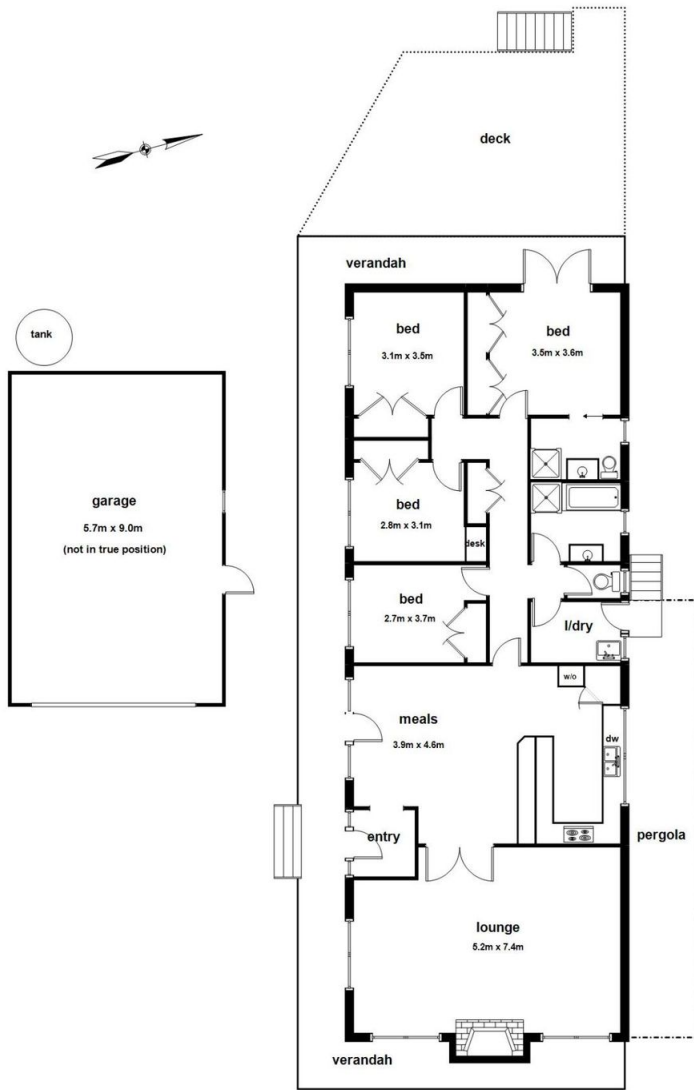 deck
verandah
bed
3.1m x 3.5m
bed
3.5m x 3.6m
tank
garage
5.7m x 9.0m
(not in true position)
bed
2.8m x 3.1m
desk
bed
2.7m x 3.7m
l/dry
w/o
meals
3.9m x 4.6m
dw
entry
pergola
lounge
5.2m x 7.4m
verandah